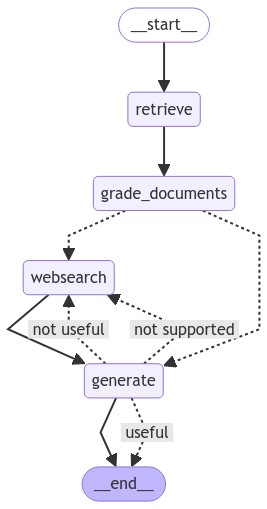 __start__
retrieve
grade_documents
websearch
not useful
not supported
generate
useful
__end__